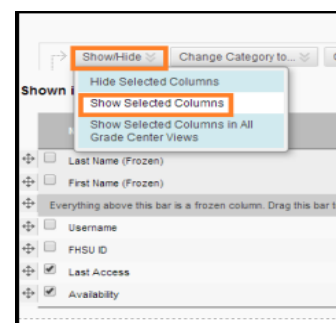 Show/Hide Change Category to...
Hide Selected Columns
Show Selected Columns
Show Selected Columns in All
Grade Center Views
Shown i
Last Name (Frozen)
First Name (Frozen)
Everything above this bar is a frozen column. Drag this bar t
Username
FHSU ID
Last Access
Availability